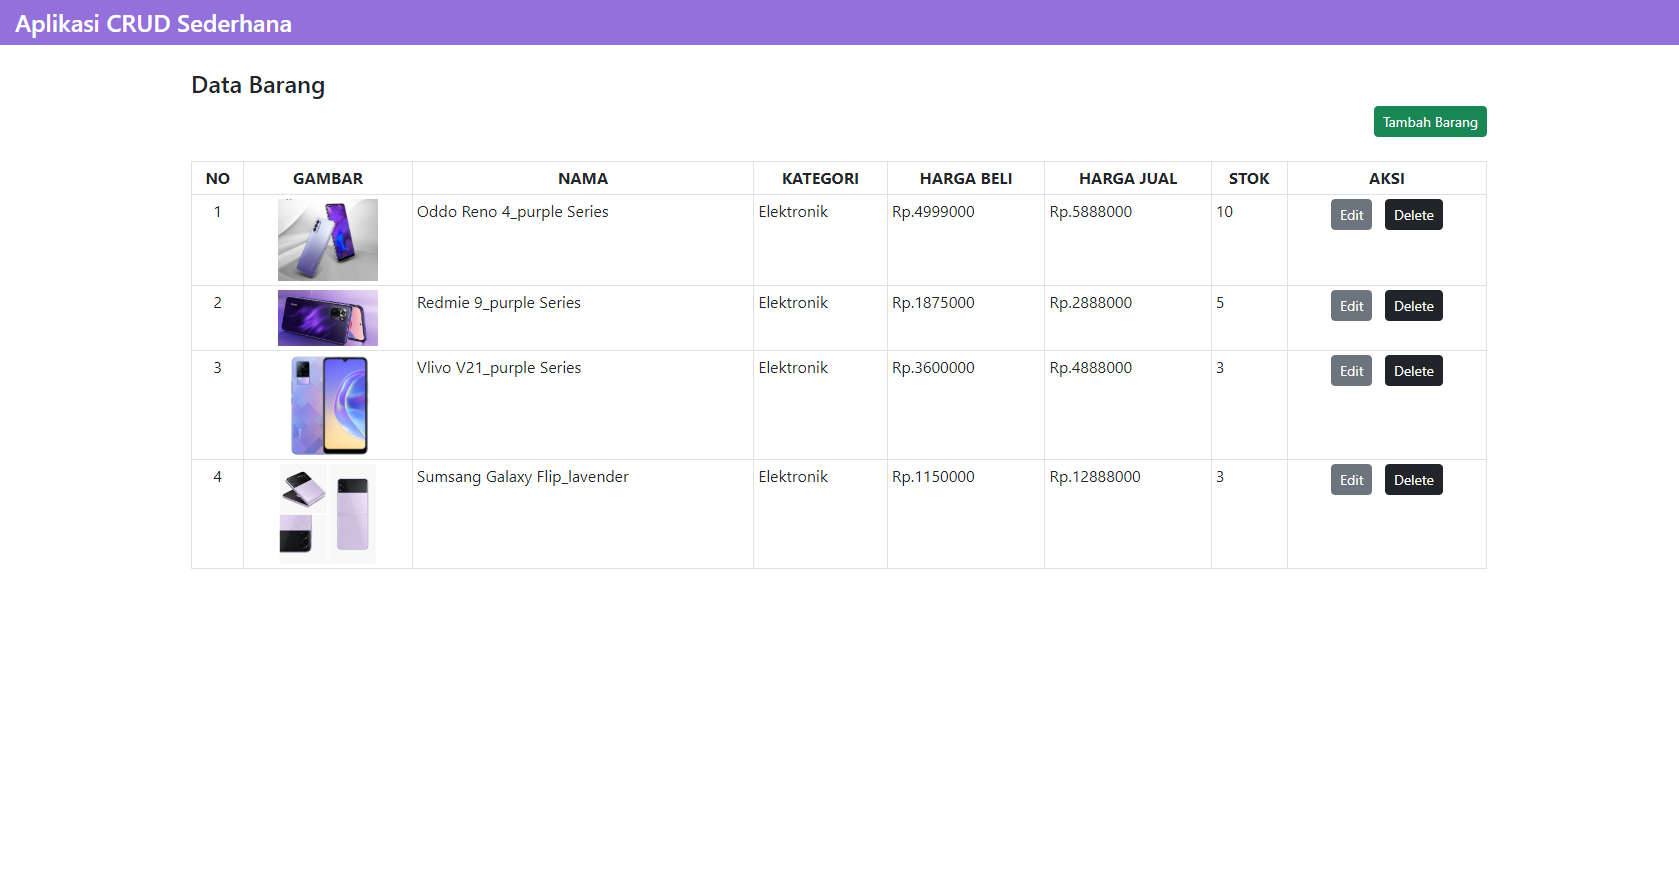 Aplikasi CRUD Sederhana
Data Barang
Tambah Barang
NO GAMBAR NAMA KATEGORI HARGA BELI HARGA JUAL STOK AKSI
1 Oddo Reno 4_purple Series Elektronik Rp.4999000 Rp.5888000 10 Edit Delete
2 Redmie 9_purple Series Elektronik Rp.1875000 Rp.2888000 5 Edit Delete
3 Vlivo V21_purple Series Elektronik Rp.3600000 Rp.4888000 3 Edit Delete
4 Sumsang Galaxy Flip_lavender Elektronik Rp.1150000 Rp.12888000 3 Edit Delete